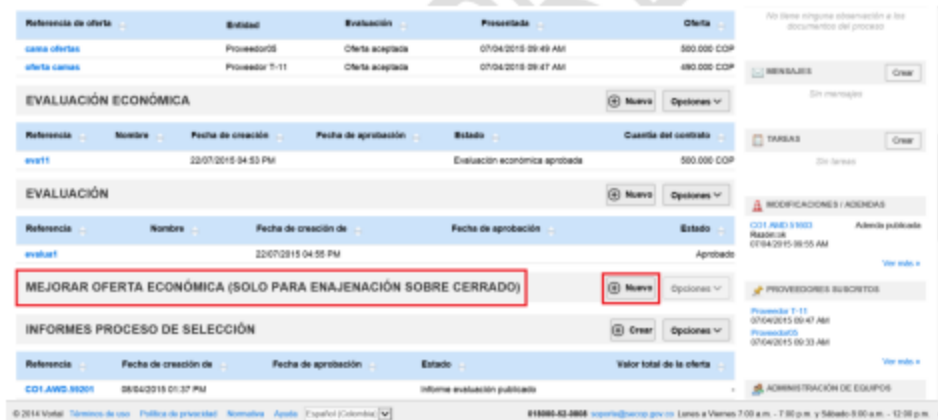 Referencia de oferta Entidad Evaluación Presentada Oferta
cama ofertas Proveedor05 Oferta aceptada 07/04/2015 09:49 AM 500.000 COP
oferta camas Proveedor T-11 Oferta aceptada 07/04/2015 09:47 AM 490.000 COP
EVALUACIÓN ECONÓMICA Nuevo Opciones
Referencia Nombre Fecha de creación Fecha de aprobación Estado Cuantía del contrato
eva11 22/07/2015 04:53 PM Evaluación económica aprobada 500.000 COP
EVALUACIÓN Nuevo Opciones
Referencia Nombre Fecha de creación de Fecha de aprobación Estado
evaluar1 22/07/2015 04:55 PM Aprobado
MEJORAR OFERTA ECONÓMICA (SOLO PARA ENAJENACIÓN SOBRE CERRADO) Nuevo Opciones
INFORMES PROCESO DE SELECCIÓN Crear Opciones
Referencia Fecha de creación de Fecha de aprobación Estado Valor total de la oferta
CO1.AWD.50201 08/04/2015 01:37 PM Informe evaluación publicado -
No tiene ninguna observación a los
documentos del proceso
MENSAJES Crear
Sin mensajes
TAREAS Crear
Sin tareas
MODIFICACIONES / ADENDAS
Adenda publicada
Razón:ok
07/04/2015 08:55 AM
Ver más »
PROVEEDORES SUSCRITOS
Proveedor T-11
07/04/2015 09:47 AM
Proveedor05
07/04/2015 09:33 AM
Ver más »
ADMINISTRACIÓN DE EQUIPOS
© 2014 Vortal Términos de uso Política de privacidad Normativa Ayuda Español (Colombia) soporte@secop.gov.co Lunes a Viernes 7:00 a.m. - 7:00 p.m. y Sábado 8:00 a.m. - 12:00 p.m.